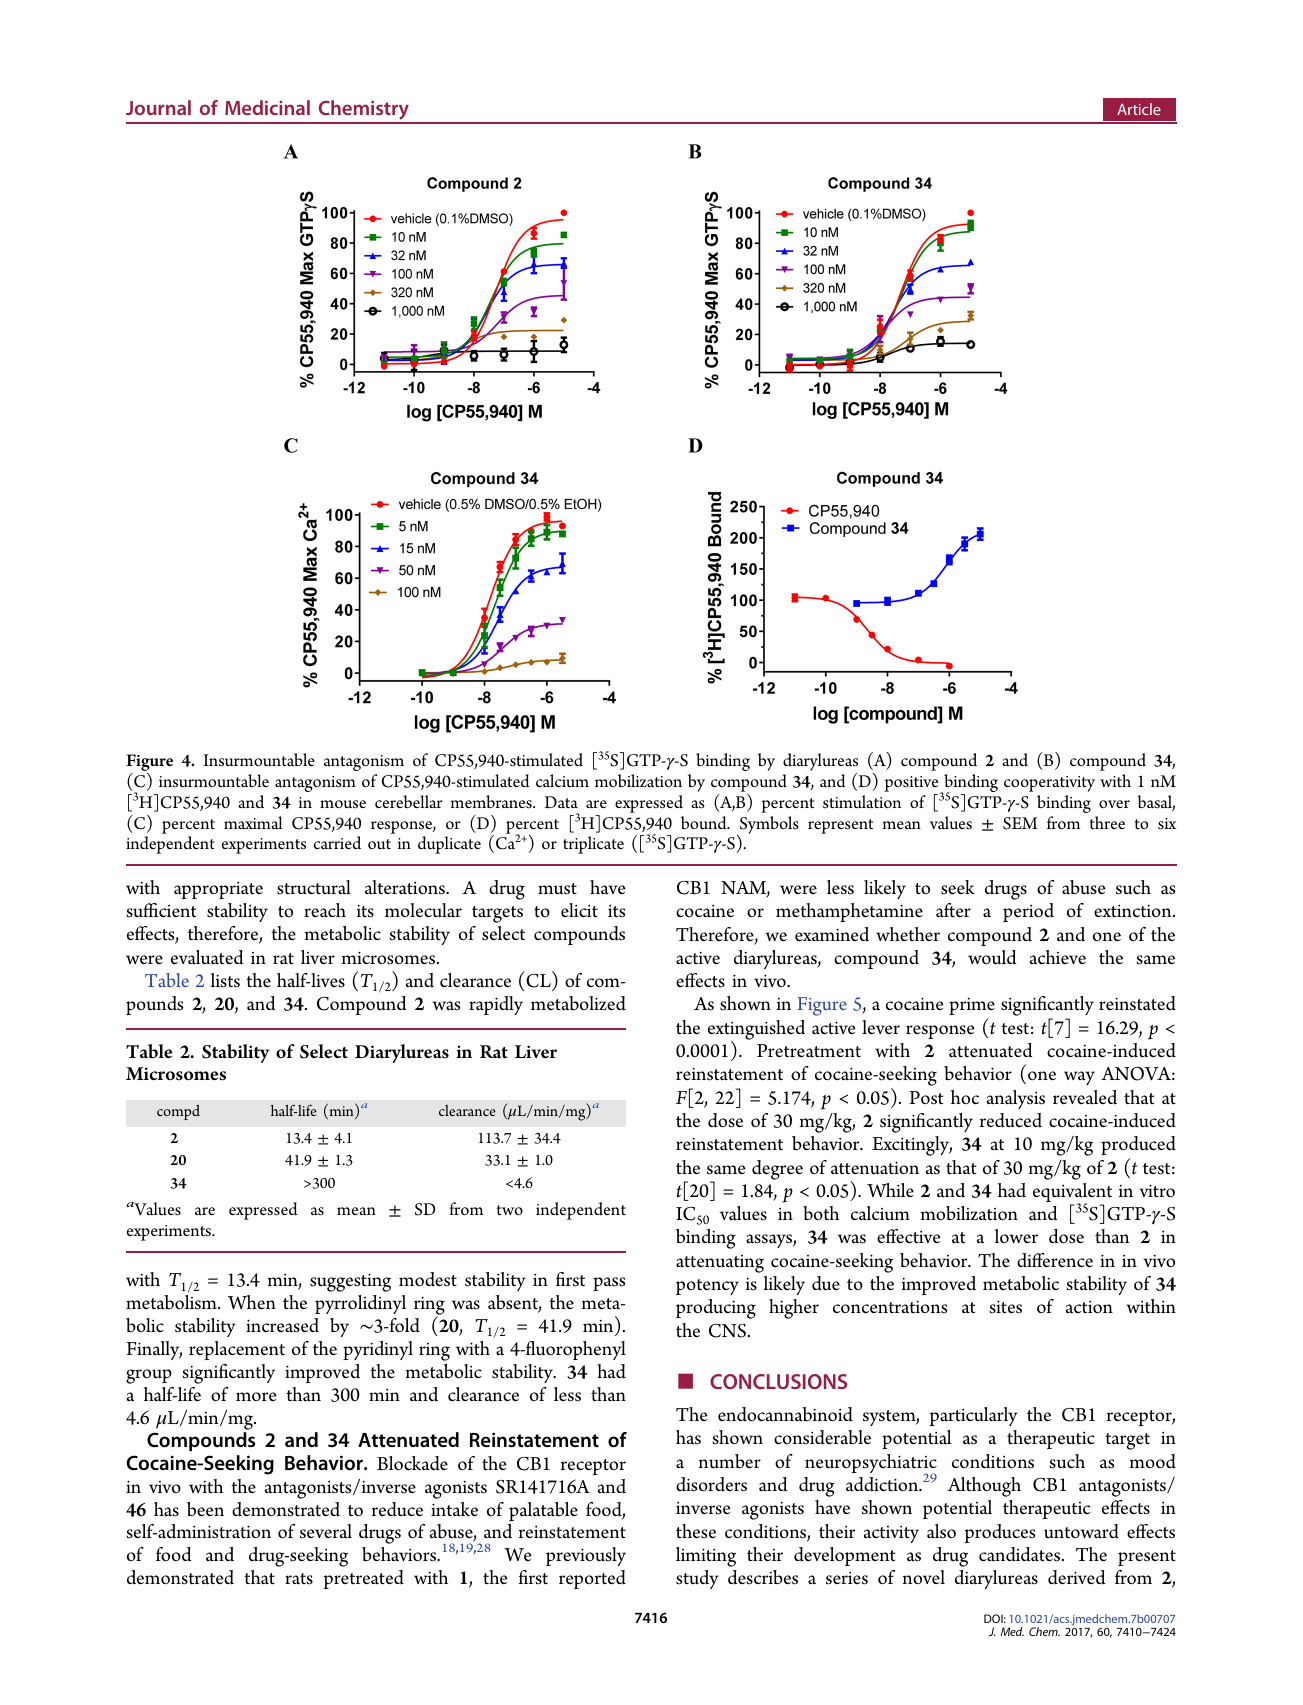 Journal of Medicinal Chemistry
Article
A
Compound 2
% CP55,940 Max GTPγS
100
80
60
40
20
0
vehicle (0.1%DMSO)
10 nM
32 nM
100 nM
320 nM
1,000 nM
-12 -10 -8 -6 -4
log [CP55,940] M
B
Compound 34
% CP55,940 Max GTPγS
100
80
60
40
20
0
vehicle (0.1%DMSO)
10 nM
32 nM
100 nM
320 nM
1,000 nM
-12 -10 -8 -6 -4
log [CP55,940] M
C
Compound 34
% CP55,940 Max Ca2+
100
80
60
40
20
0
vehicle (0.5% DMSO/0.5% EtOH)
5 nM
15 nM
50 nM
100 nM
-12 -10 -8 -6 -4
log [CP55,940] M
D
Compound 34
% [3H]CP55,940 Bound
250
200
150
100
50
0
CP55,940
Compound 34
-12 -10 -8 -6 -4
log [compound] M
Figure 4. Insurmountable antagonism of CP55,940-stimulated [35S]GTP-γ-S binding by diarylureas (A) compound 2 and (B) compound 34,
(C) insurmountable antagonism of CP55,940-stimulated calcium mobilization by compound 34, and (D) positive binding cooperativity with 1 nM
[3H]CP55,940 and 34 in mouse cerebellar membranes. Data are expressed as (A,B) percent stimulation of [35S]GTP-γ-S binding over basal,
(C) percent maximal CP55,940 response, or (D) percent [3H]CP55,940 bound. Symbols represent mean values ± SEM from three to six
independent experiments carried out in duplicate (Ca2+) or triplicate ([35S]GTP-γ-S).
with appropriate structural alterations. A drug must have
sufficient stability to reach its molecular targets to elicit its
effects, therefore, the metabolic stability of select compounds
were evaluated in rat liver microsomes.
Table 2 lists the half-lives (T1/2) and clearance (CL) of com-
pounds 2, 20, and 34. Compound 2 was rapidly metabolized
Table 2. Stability of Select Diarylureas in Rat Liver
Microsomes
compd half-life (min)a clearance (μL/min/mg)a
2 13.4 ± 4.1 113.7 ± 34.4
20 41.9 ± 1.3 33.1 ± 1.0
34 >300 <4.6
aValues are expressed as mean ± SD from two independent
experiments.
with T1/2 = 13.4 min, suggesting modest stability in first pass
metabolism. When the pyrrolidinyl ring was absent, the meta-
bolic stability increased by ∼3-fold (20, T1/2 = 41.9 min).
Finally, replacement of the pyridinyl ring with a 4-fluorophenyl
group significantly improved the metabolic stability. 34 had
a half-life of more than 300 min and clearance of less than
4.6 μL/min/mg.
Compounds 2 and 34 Attenuated Reinstatement of
Cocaine-Seeking Behavior. Blockade of the CB1 receptor
in vivo with the antagonists/inverse agonists SR141716A and
46 has been demonstrated to reduce intake of palatable food,
self-administration of several drugs of abuse, and reinstatement
of food and drug-seeking behaviors.18,19,28 We previously
demonstrated that rats pretreated with 1, the first reported
CB1 NAM, were less likely to seek drugs of abuse such as
cocaine or methamphetamine after a period of extinction.
Therefore, we examined whether compound 2 and one of the
active diarylureas, compound 34, would achieve the same
effects in vivo.
As shown in Figure 5, a cocaine prime significantly reinstated
the extinguished active lever response (t test: t[7] = 16.29, p <
0.0001). Pretreatment with 2 attenuated cocaine-induced
reinstatement of cocaine-seeking behavior (one way ANOVA:
F[2, 22] = 5.174, p < 0.05). Post hoc analysis revealed that at
the dose of 30 mg/kg, 2 significantly reduced cocaine-induced
reinstatement behavior. Excitingly, 34 at 10 mg/kg produced
the same degree of attenuation as that of 30 mg/kg of 2 (t test:
t[20] = 1.84, p < 0.05). While 2 and 34 had equivalent in vitro
IC50 values in both calcium mobilization and [35S]GTP-γ-S
binding assays, 34 was effective at a lower dose than 2 in
attenuating cocaine-seeking behavior. The difference in in vivo
potency is likely due to the improved metabolic stability of 34
producing higher concentrations at sites of action within
the CNS.
■ CONCLUSIONS
The endocannabinoid system, particularly the CB1 receptor,
has shown considerable potential as a therapeutic target in
a number of neuropsychiatric conditions such as mood
disorders and drug addiction.29 Although CB1 antagonists/
inverse agonists have shown potential therapeutic effects in
these conditions, their activity also produces untoward effects
limiting their development as drug candidates. The present
study describes a series of novel diarylureas derived from 2,
7416
DOI: 10.1021/acs.jmedchem.7b00707
J. Med. Chem. 2017, 60, 7410−7424